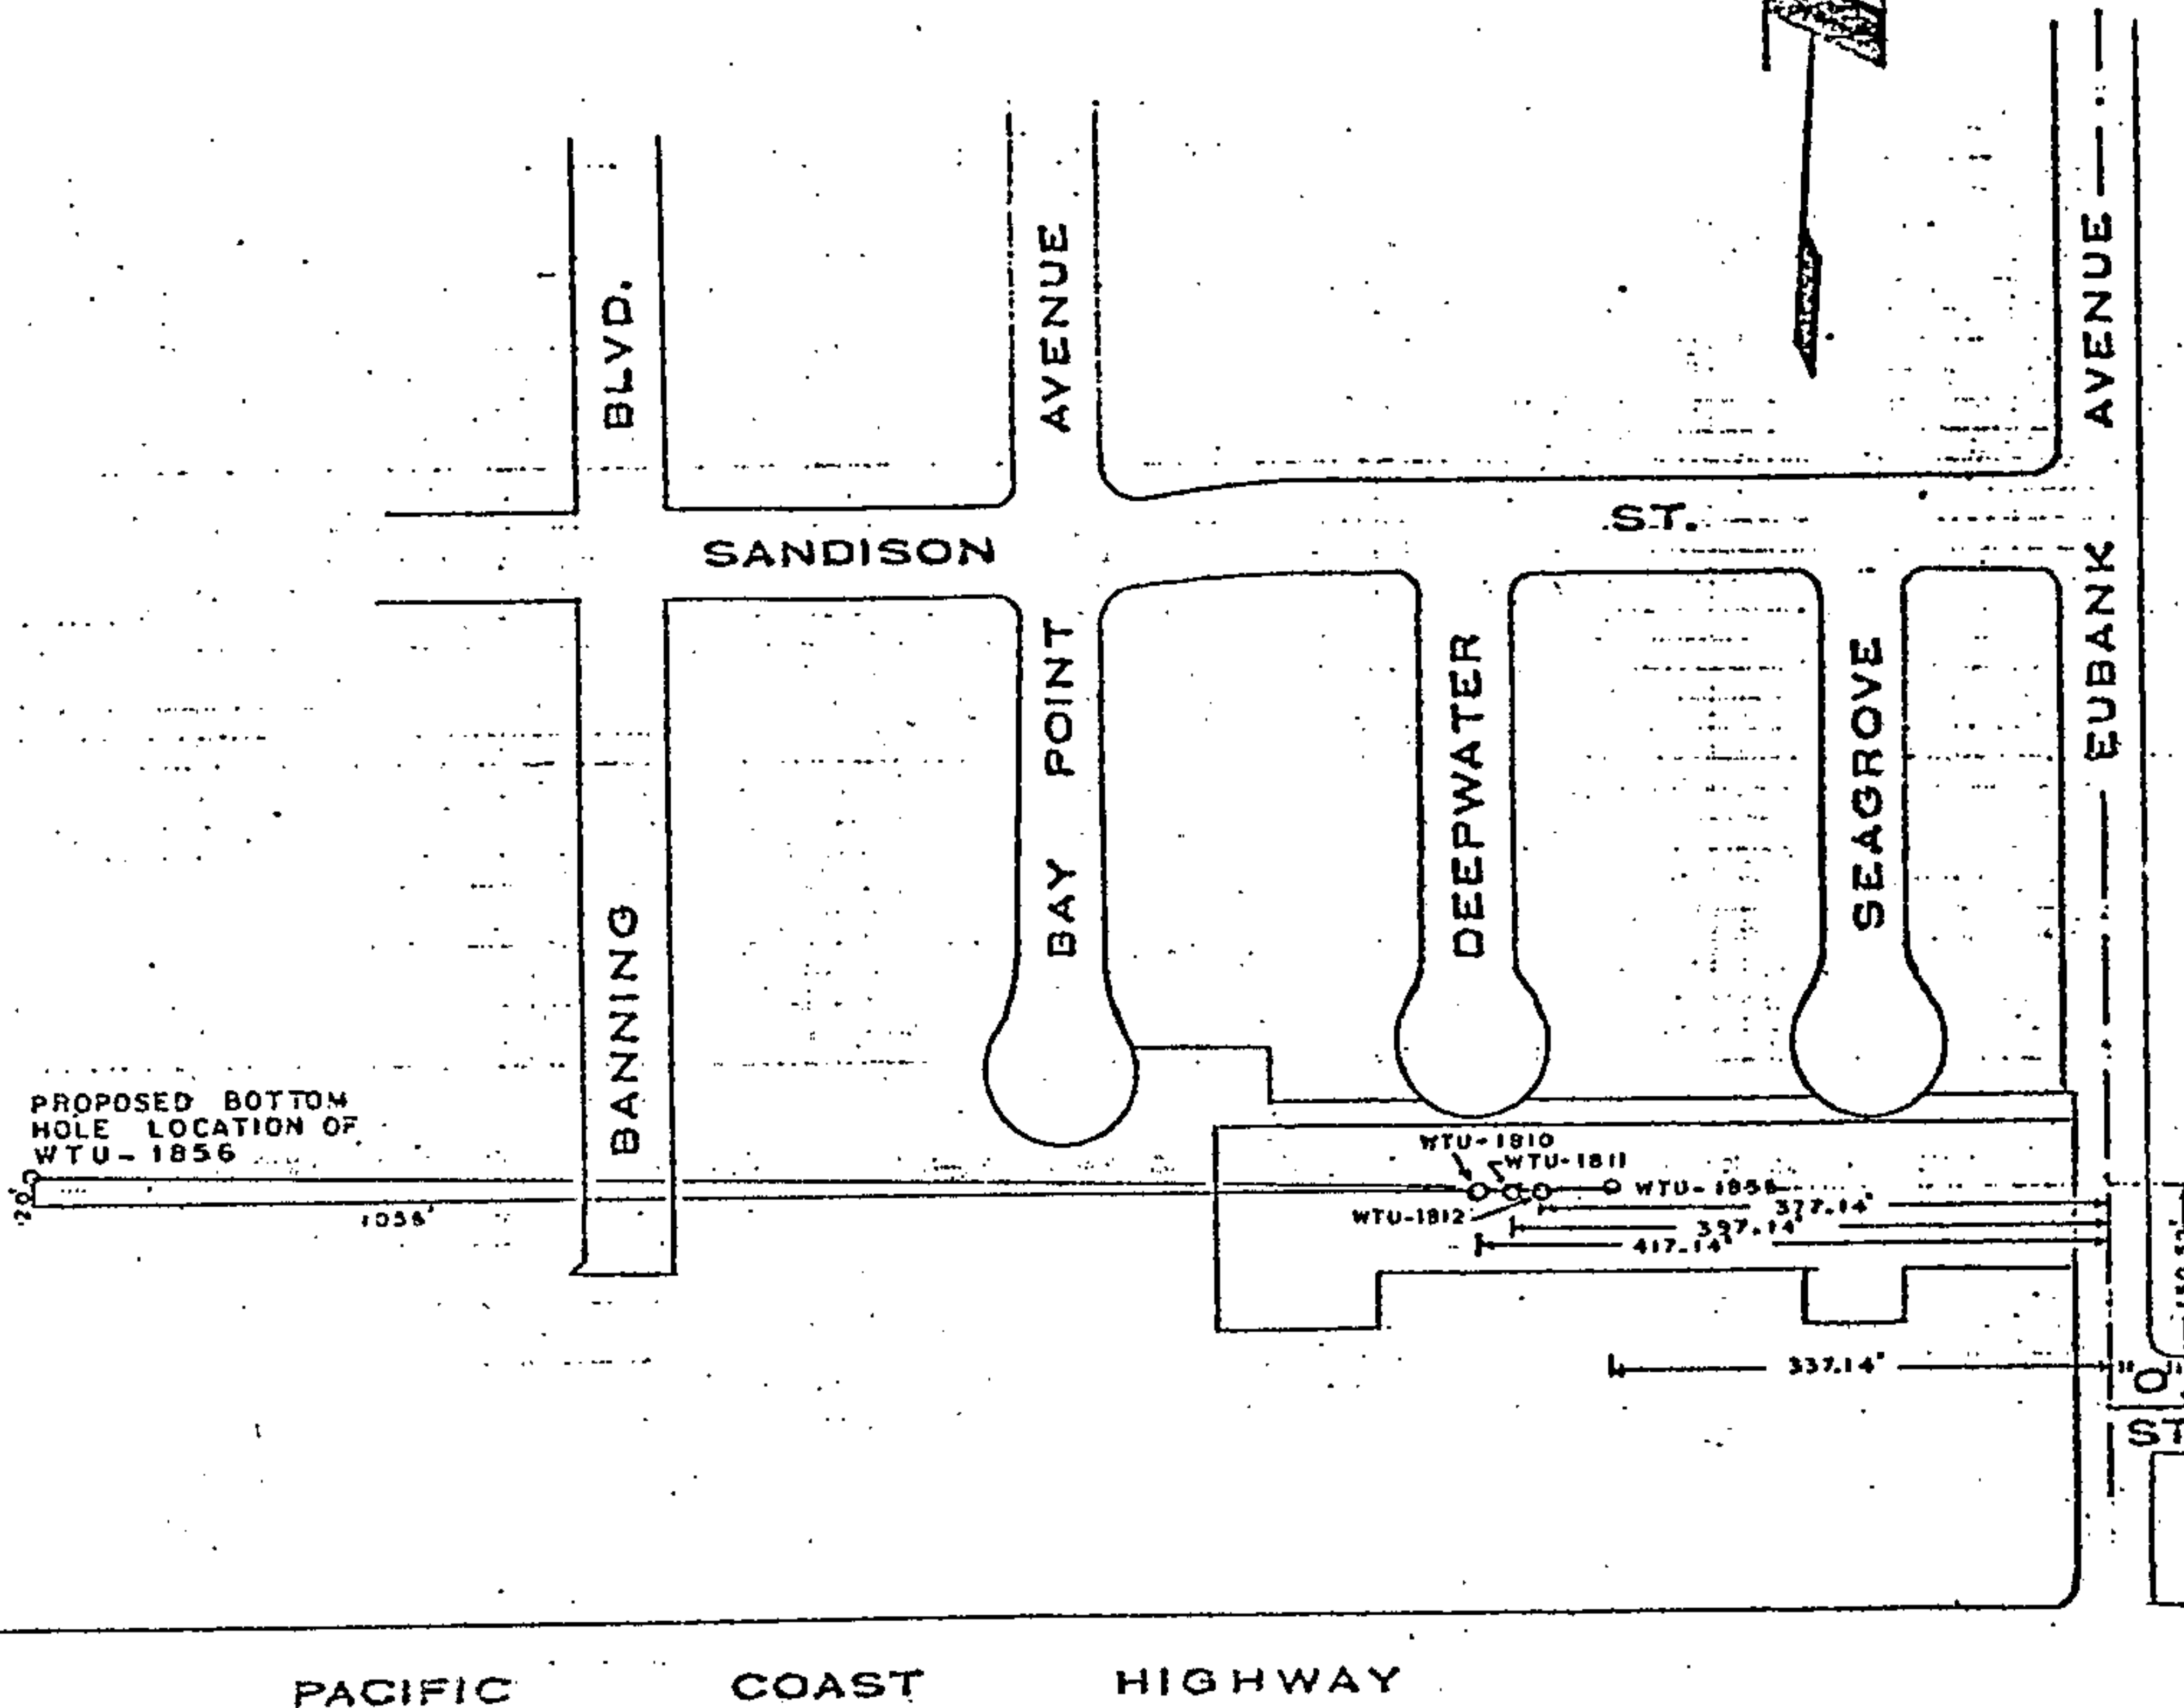 BLVD.
AVENUE
AVENUE
SANDISON ST.
EUBANK
BAY POINT
DEEPWATER
SEAGROVE
BANNING
PROPOSED BOTTOM
HOLE LOCATION OF
WTU-1856
20'
WTU-1810
WTU-1811
WTU-1856
WTU-1812
377.14'
397.14'
417.14'
337.14'
"O"
ST
PACIFIC COAST HIGHWAY